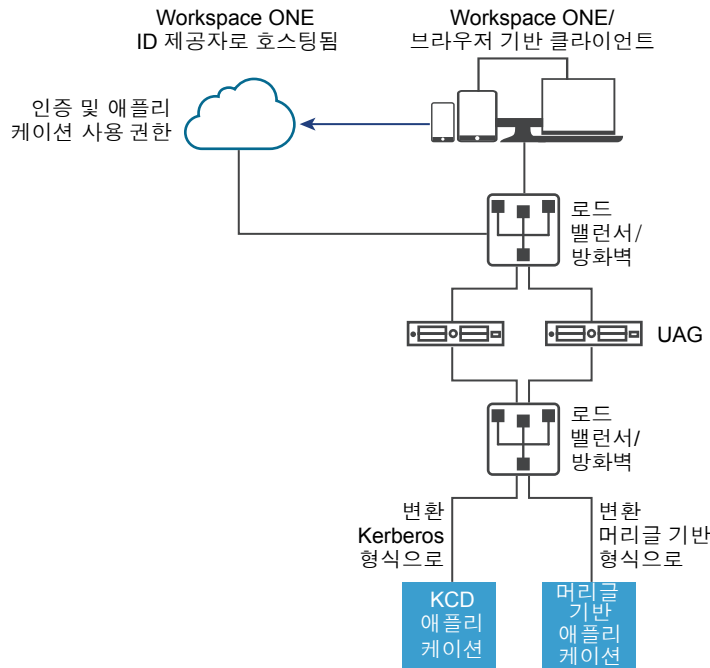 Workspace ONE
ID 제공자로 호스팅됨
Workspace ONE/
브라우저 기반 클라이언트
인증 및 애플리
케이션 사용 권한
로드
밸런서/
방화벽
UAG
로드
밸런서/
방화벽
변환
Kerberos
형식으로
변환
머리글 기반
형식으로
KCD
애플리
케이션
머리글
기반
애플리
케이션